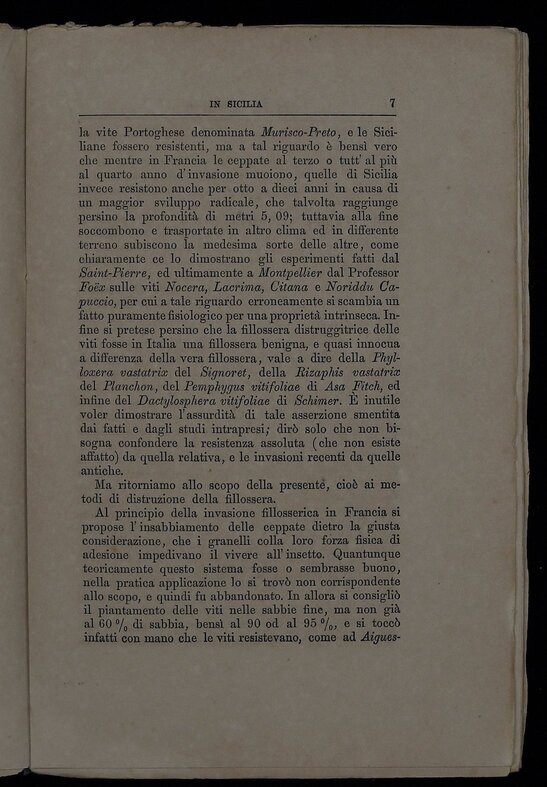 IN SICILIA 7
la vite Portoghese denominata Murisco-Preto, e le Sici-
liane fossero resistenti, ma a tal riguardo è bensì vero
che mentre in Francia le ceppate al terzo o tutt' al più
al quarto anno d'invasione muoiono, quelle di Sicilia
invece resistono anche per otto a dieci anni in causa di
un maggior sviluppo radicale, che talvolta raggiunge
persino la profondità di metri 5, 09; tuttavia alla fine
soccombono e trasportate in altro clima ed in differente
terreno subiscono la medesima sorte delle altre, come
chiaramente ce lo dimostrano gli esperimenti fatti dal
Saint-Pierre, ed ultimamente a Montpellier dal Professor
Foëx sulle viti Nocera, Lacrima, Citana e Noriddu Ca-
puccio, per cui a tale riguardo erroneamente si scambia un
fatto puramente fisiologico per una proprietà intrinseca. In-
fine si pretese persino che la fillossera distruggitrice delle
viti fosse in Italia una fillossera benigna, e quasi innocua
a differenza della vera fillossera, vale a dire della Phyl-
loxera vastatrix del Signoret, della Rizaphis vastatrix
del Planchon, del Pemphygus vitifoliae di Asa Fitch, ed
infine del Dactylosphera vitifoliae di Schimer. È inutile
voler dimostrare l'assurdità di tale asserzione smentita
dai fatti e dagli studi intrapresi; dirò solo che non bi-
sogna confondere la resistenza assoluta (che non esiste
affatto) da quella relativa, e le invasioni recenti da quelle
antiche.
Ma ritorniamo allo scopo della presente, cioè ai me-
todi di distruzione della fillossera.
Al principio della invasione fillosserica in Francia si
propose l'insabbiamento delle ceppate dietro la giusta
considerazione, che i granelli colla loro forza fisica di
adesione impedivano il vivere all'insetto. Quantunque
teoricamente questo sistema fosse o sembrasse buono,
nella pratica applicazione lo si trovò non corrispondente
allo scopo, e quindi fu abbandonato. In allora si consigliò
il piantamento delle viti nelle sabbie fine, ma non già
al 60 % di sabbia, bensì al 90 od al 95 %, e si toccò
infatti con mano che le viti resistevano, come ad Aigues-